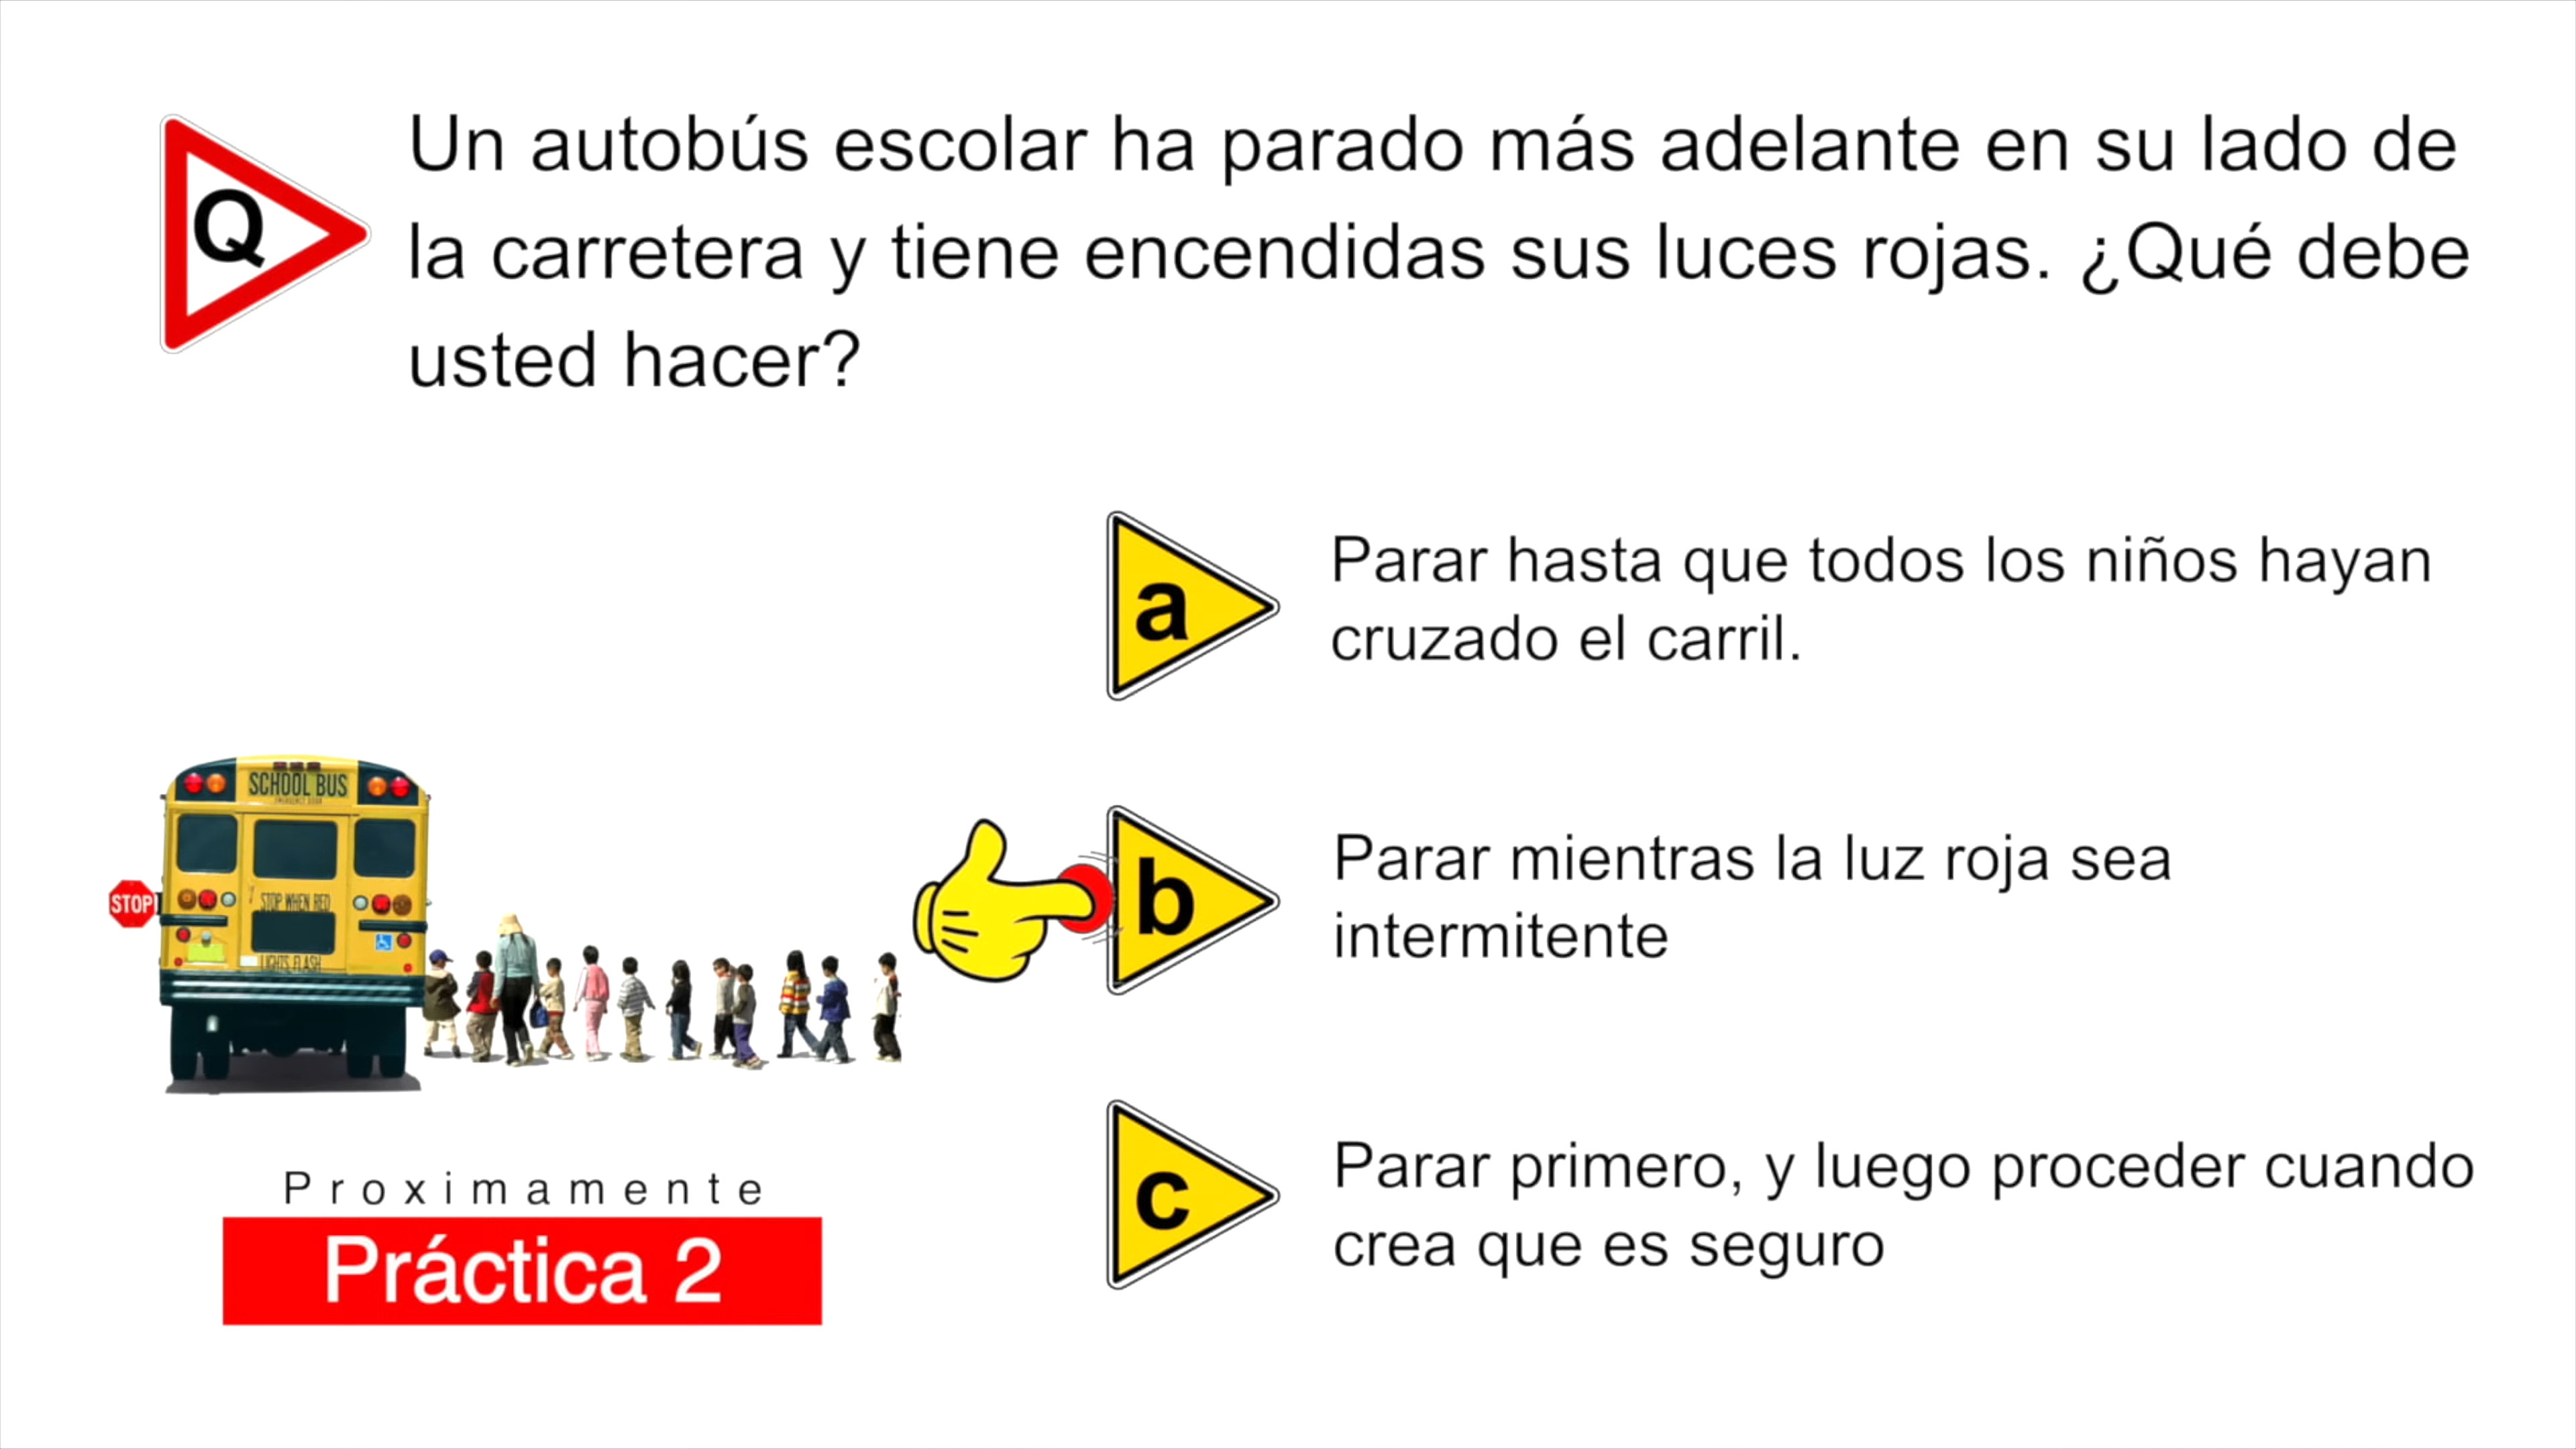 Q
Un autobús escolar ha parado más adelante en su lado de
la carretera y tiene encendidas sus luces rojas. ¿Qué debe
usted hacer?
a
Parar hasta que todos los niños hayan
cruzado el carril.
SCHOOL BUS
EMERGENCY DOOR
STOP
STOP WHEN RED
LIGHTS FLASH
b
Parar mientras la luz roja sea
intermitente
c
Parar primero, y luego proceder cuando
crea que es seguro
Proximamente
Práctica 2